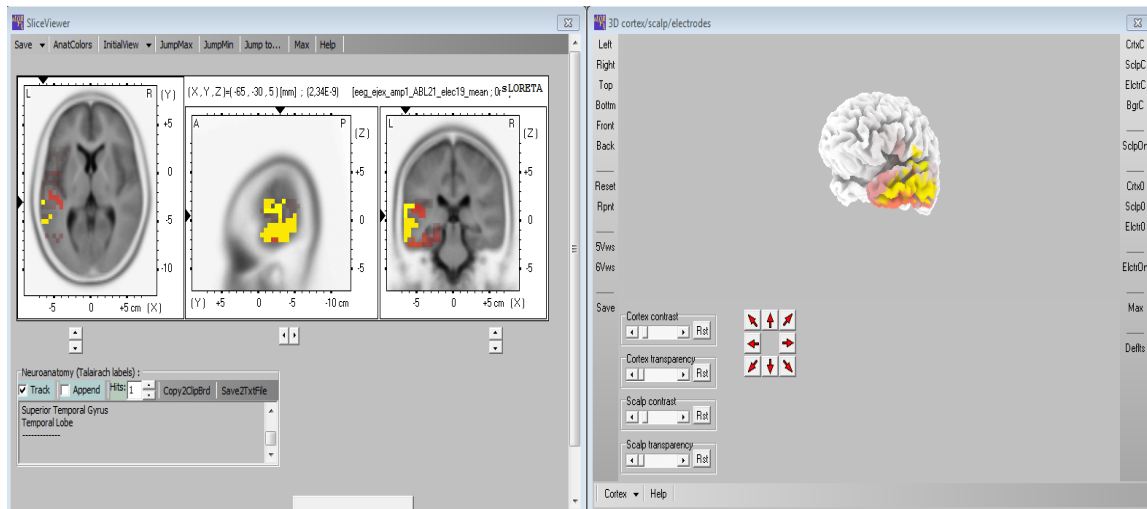 SliceViewer
Save AnatColors InitialView JumpMax JumpMin Jump to... Max Help
(X,Y,Z)=(-65,-30,5)[mm] ; (2,34E-9) [eeg_ejex_amp1_ABL21_elec19_mean ; sLORETA
L R (Y)
+5
0
-5
-10
-5 0 +5 cm (X)
A P (Z)
+5
0
-5
(Y) +5 0 -5 -10 cm
L R (Z)
+5
0
-5
-5 0 +5 cm (X)
Neuroanatomy (Talairach labels) :
Track Append Hits: 1 Copy2ClipBrd Save2TxtFile
Superior Temporal Gyrus
Temporal Lobe
-------------
3D cortex/scalp/electrodes
Left
Right
Top
Bottm
Front
Back
Reset
Rpnt
5Vws
6Vws
Save
Cortex contrast
Rst
Cortex transparency
Rst
Scalp contrast
Rst
Scalp transparency
Rst
CrtxC
SclpC
ElctrC
BgrC
SclpOn
Crtx0
Sclp0
Elctr0
ElctrOn
Max
Deflts
Cortex Help